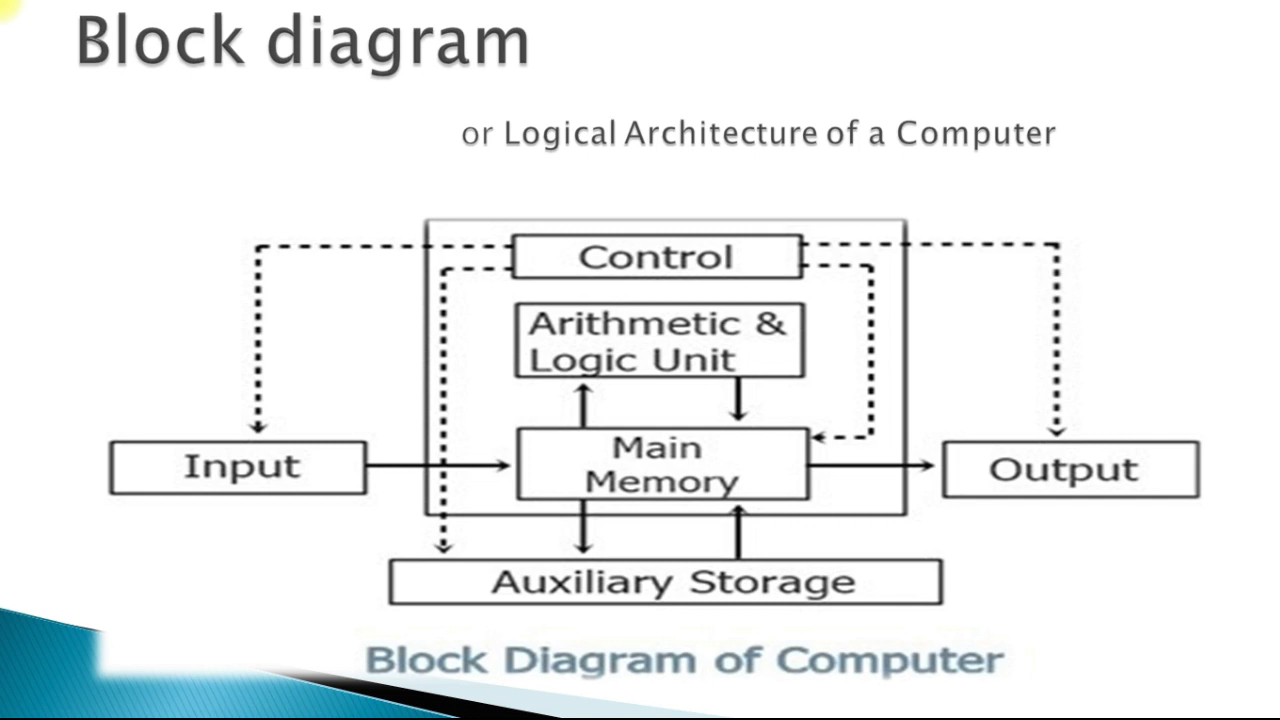 Block diagram
or Logical Architecture of a Computer
Control
Arithmetic &
Logic Unit
Main
Memory
Input
Output
Auxiliary Storage
Block Diagram of Computer